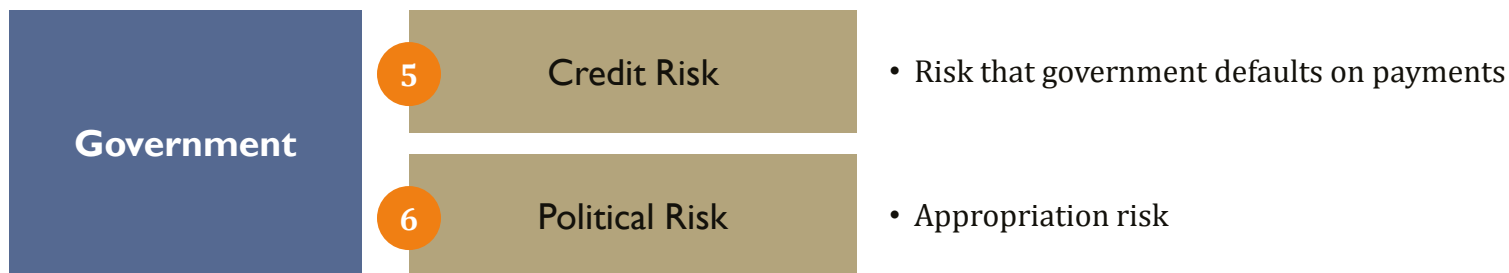 Government
5
Credit Risk
• Risk that government defaults on payments
6
Political Risk
• Appropriation risk